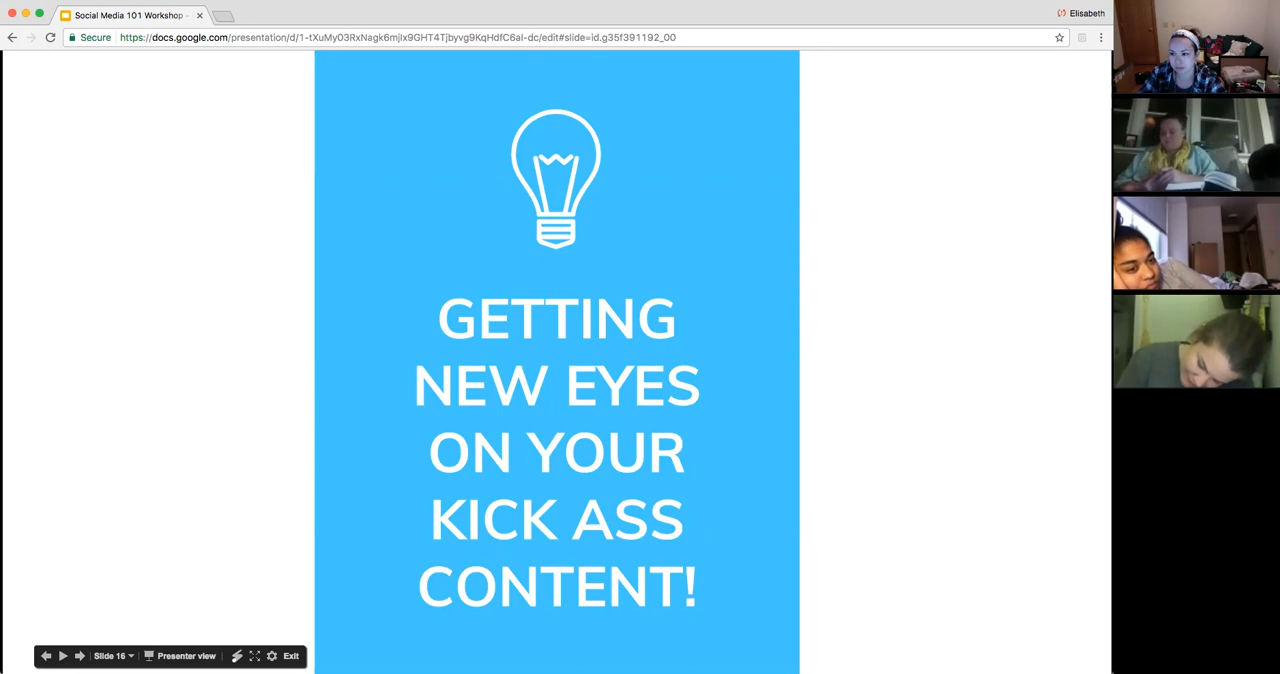 Social Media 101 Workshop -
Elisabeth
Secure https://docs.google.com/presentation/d/1-tXuMy03RxNagk6mjIx9GHT4Tjbyvg9KqHdfC6aI-dc/edit#slide=id.g35f391192_00
GETTING
NEW EYES
ON YOUR
KICK ASS
CONTENT!
Slide 16 Presenter view Exit